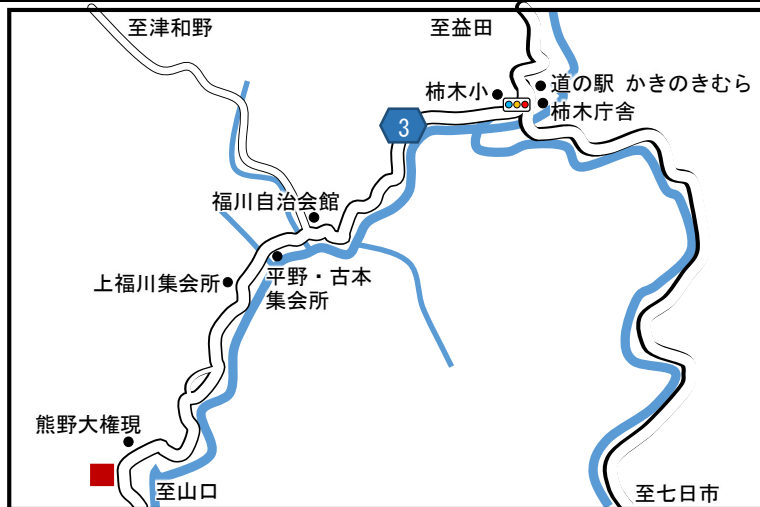 至津和野
至益田
道の駅 かきのきむら
柿木小
柿木庁舎
3
福川自治会館
平野・古本
集会所
上福川集会所
熊野大権現
至山口
至七日市